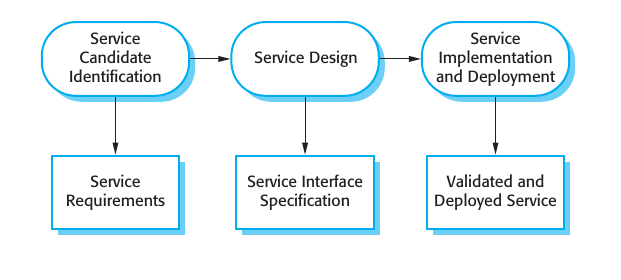 Service
Candidate
Identification
Service Design
Service
Implementation
and Deployment
Service
Requirements
Service Interface
Specification
Validated and
Deployed Service